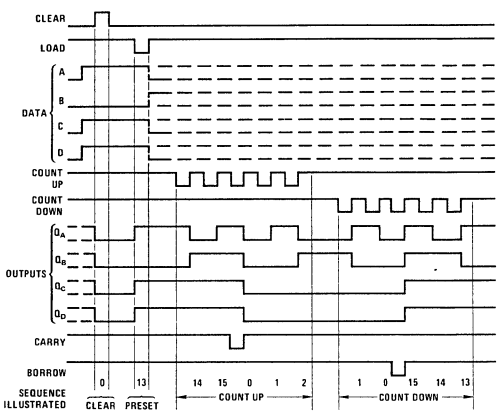 CLEAR
LOAD
A
B
DATA
C
D
COUNT
UP
COUNT
DOWN
QA
QB
OUTPUTS
QC
QD
CARRY
BORROW
0 13 14 15 0 1 2 1 0 15 14 13
SEQUENCE
ILLUSTRATED CLEAR PRESET COUNT UP COUNT DOWN